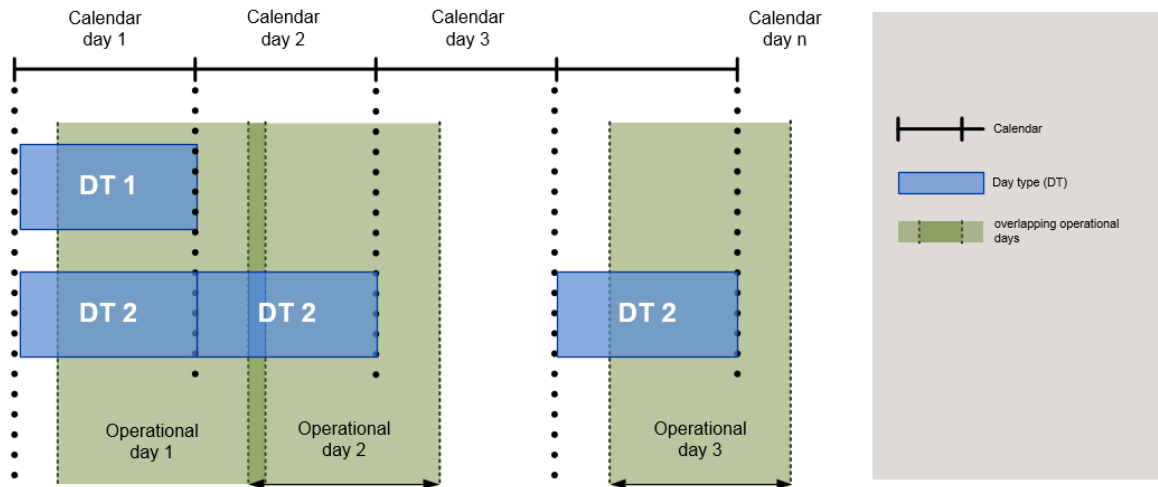 Calendar
day 1
Calendar
day 2
Calendar
day 3
Calendar
day n
DT 1
DT 2
DT 2
DT 2
Operational
day 1
Operational
day 2
Operational
day 3
Calendar
Day type (DT)
overlapping operational
days